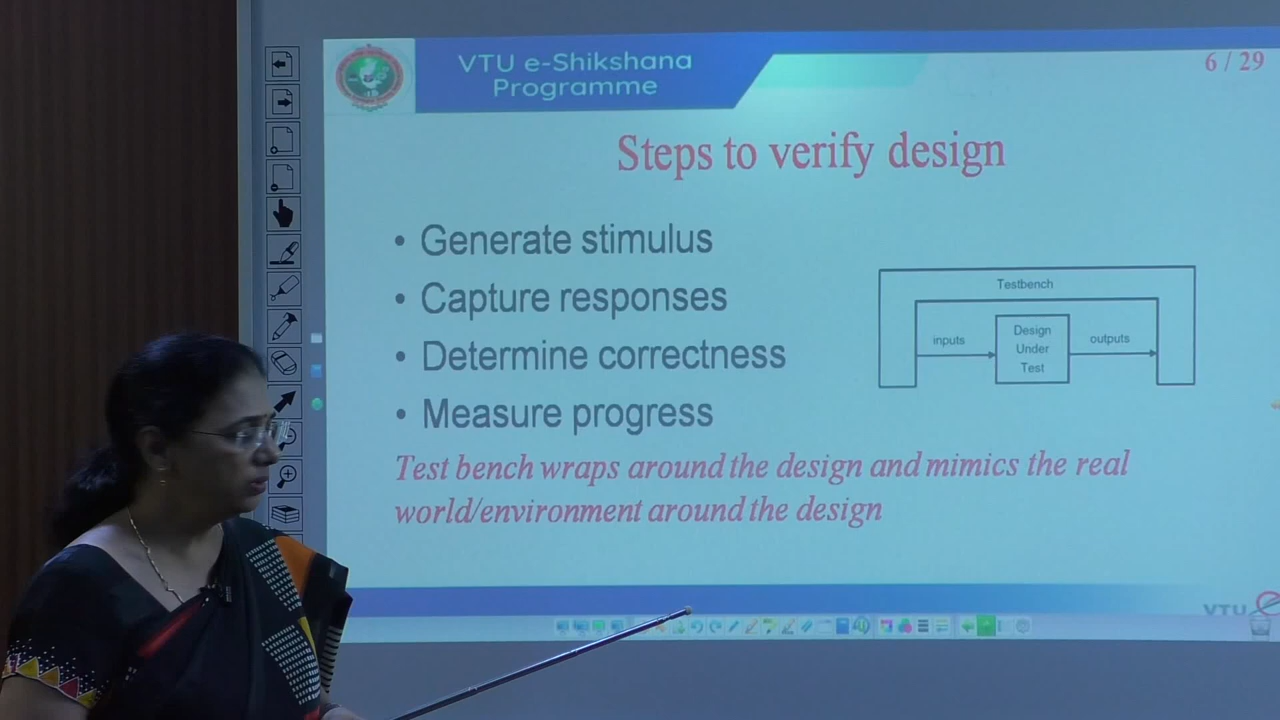 VTU e-Shikshana
Programme
6 / 29
Steps to verify design
• Generate stimulus
• Capture responses
• Determine correctness
• Measure progress
Testbench
inputs
Design
Under
Test
outputs
Test bench wraps around the design and mimics the real
world/environment around the design
VTU